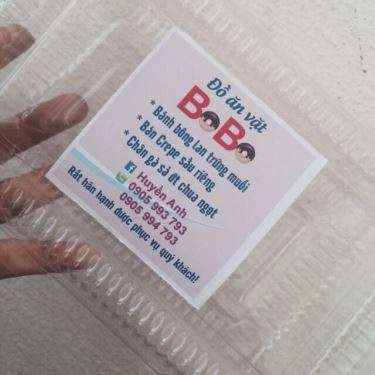 Đồ ăn vặt
BoBo
* Bánh bông lan trứng muối
* Bán Crepe sầu riêng
* Chân gà sả ớt chua ngọt
f Huyền Anh
0905 993 793
0905 994 793
Rất hân hạnh được phục vụ quý khách!